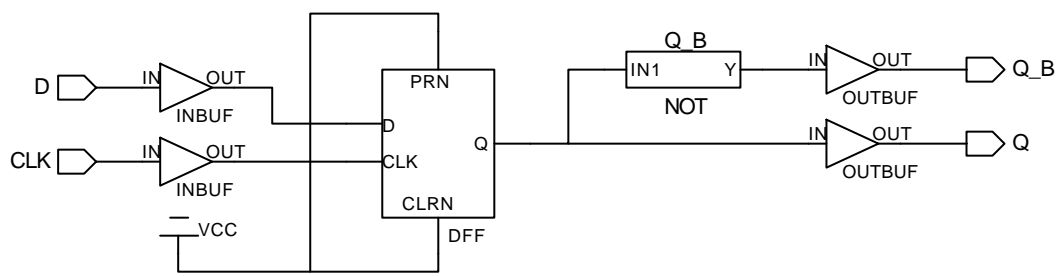 Q_B
IN OUT
PRN
IN1 Y
IN OUT
D
Q_B
INBUF
NOT
OUTBUF
D
IN OUT
Q
IN OUT
CLK
CLK
Q
INBUF
OUTBUF
CLRN
VCC
DFF